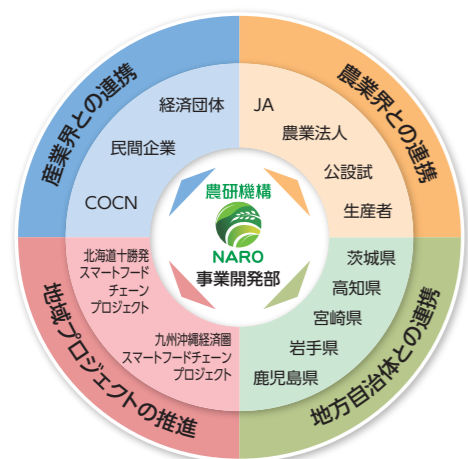 産業界との連携
経済団体
民間企業
COCN
農業界との連携
JA
農業法人
公設試
生産者
農研機構
NARO
事業開発部
地域プロジェクトの推進
北海道十勝発
スマートフード
チェーン
プロジェクト
九州沖縄経済圏
スマートフードチェーン
プロジェクト
地方自治体との連携
茨城県
高知県
宮崎県
岩手県
鹿児島県